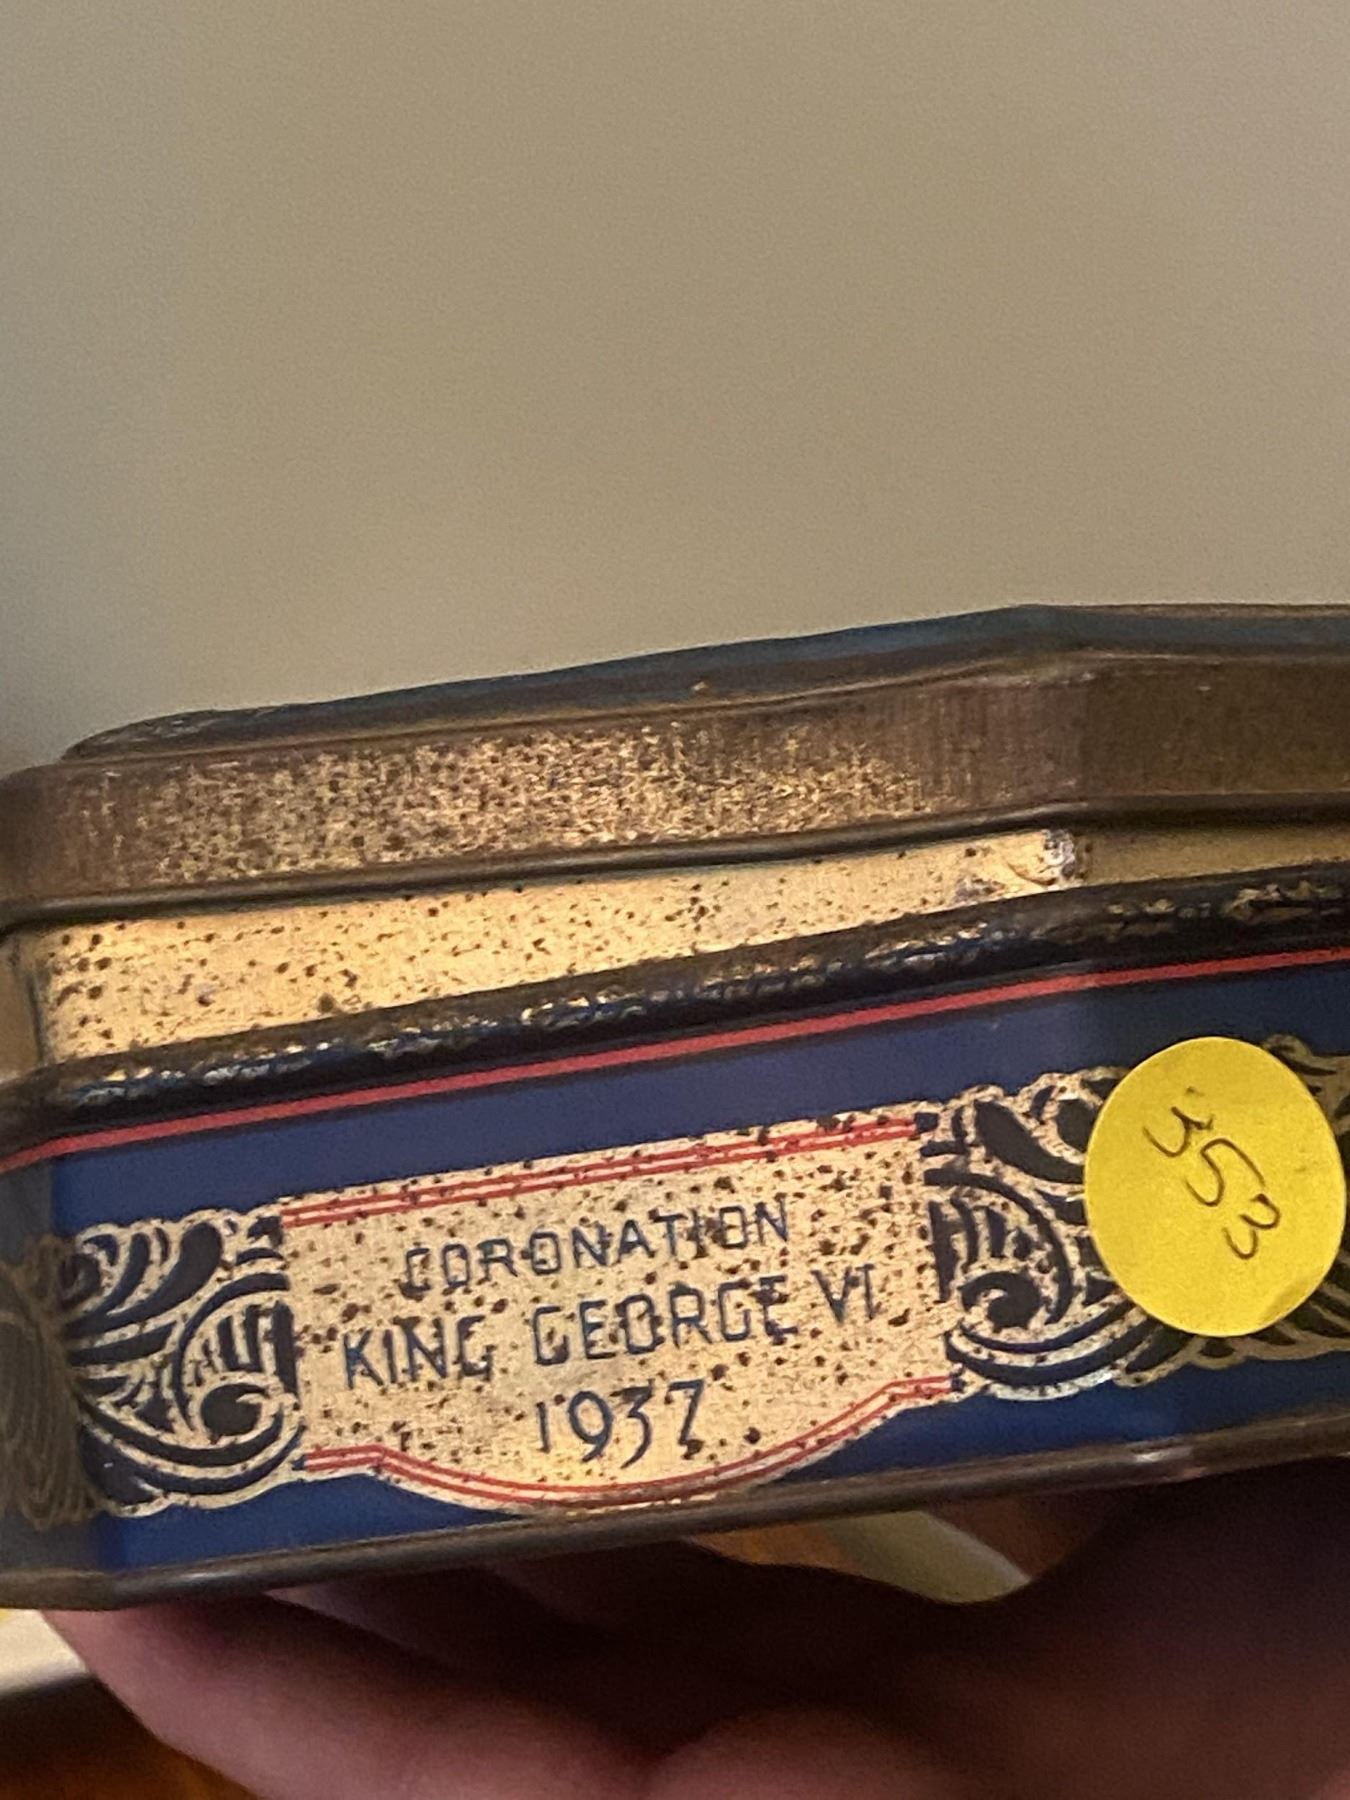 CORONATION
KING GEORGE VI
1937
353